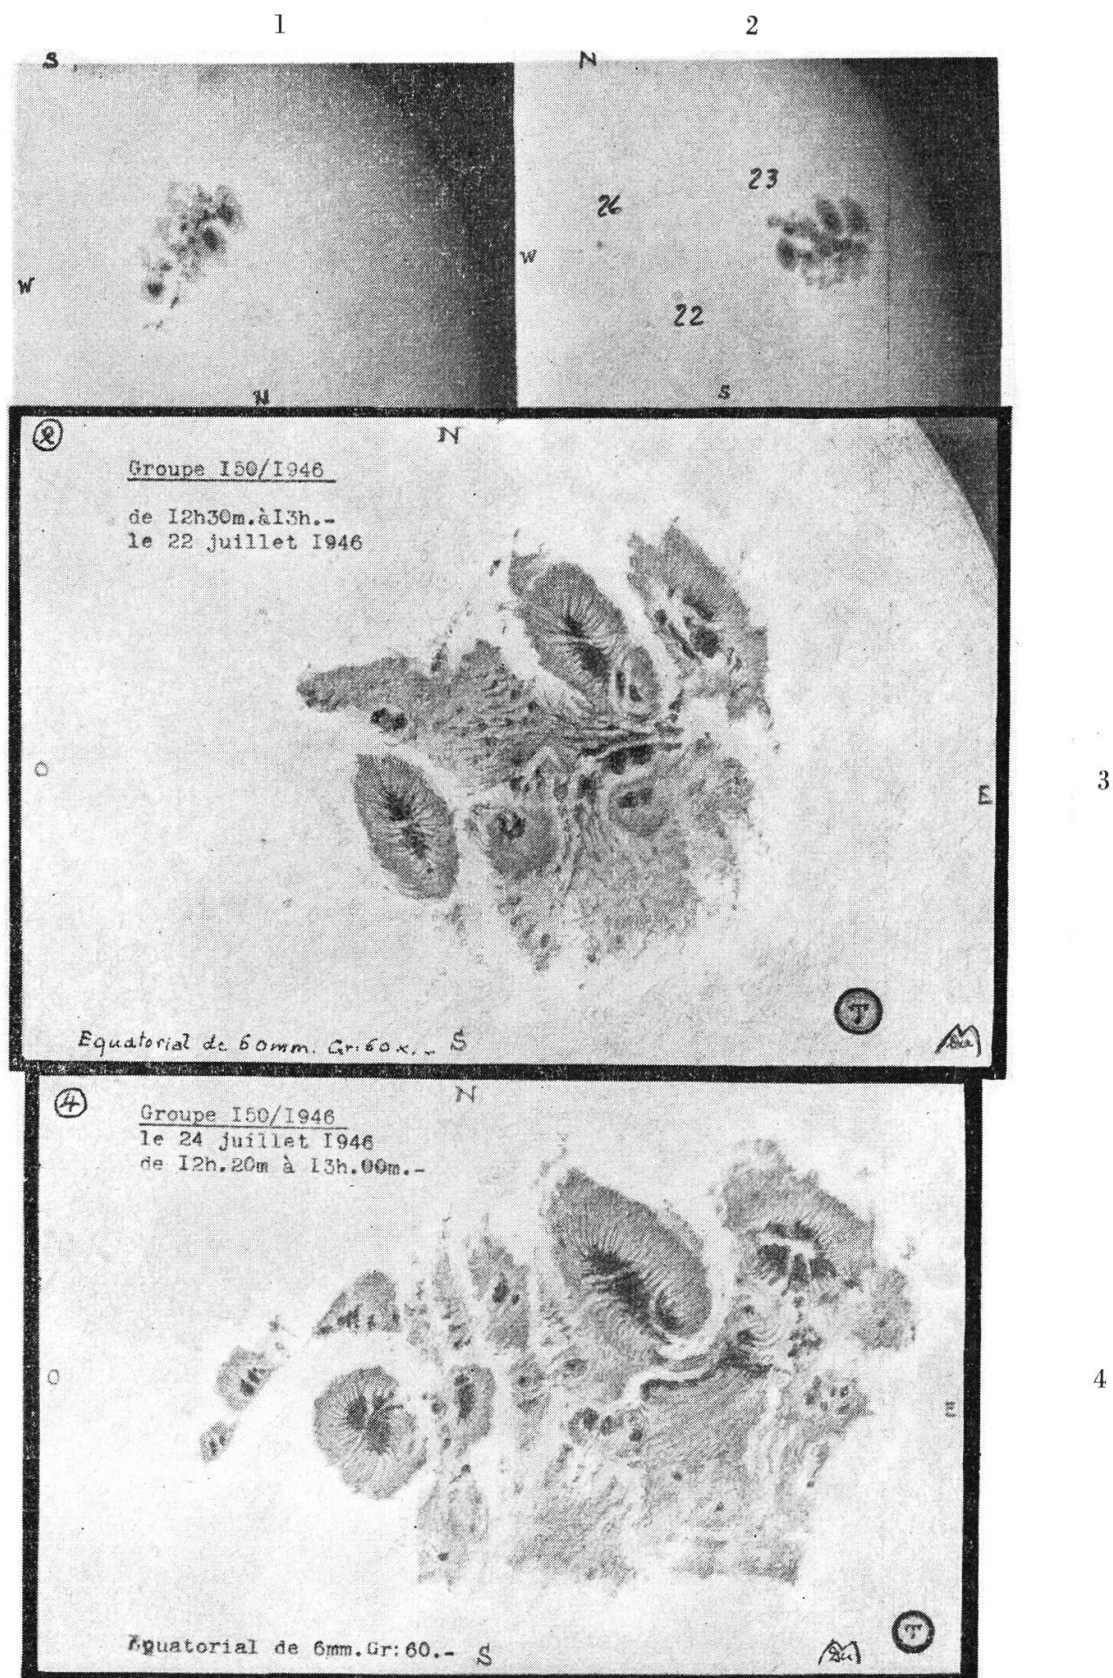 1
2
S
N
23
26
W
W
22
N
S
2
N
Groupe I50/I946
de I2h30m.àI3h.-
le 22 juillet I946
O
3
E
T
Equatorial de 60mm. Gr:60x.-
S
4
N
Groupe I50/I946
le 24 juillet I946
de I2h.20m à I3h.00m.-
O
E
4
T
Equatorial de 6mm.Gr:60.-
S